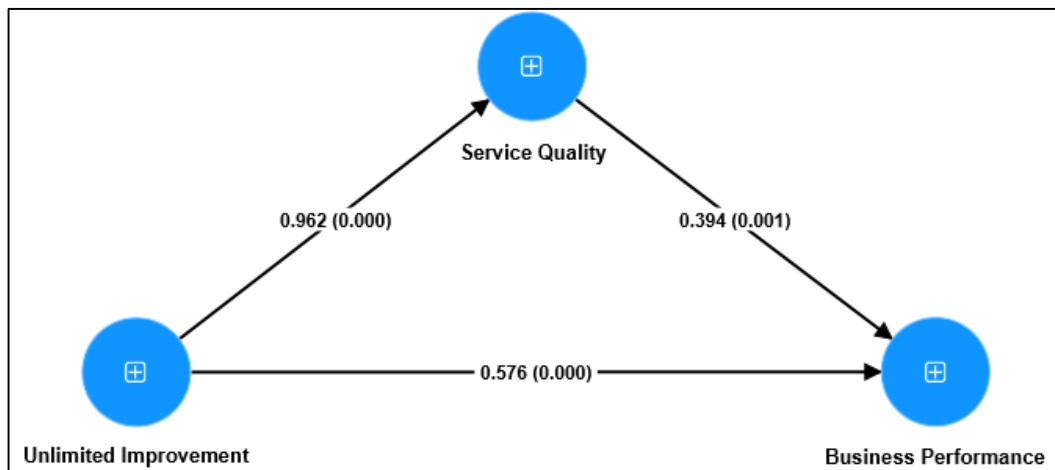 Service Quality
0.962 (0.000)
0.394 (0.001)
0.576 (0.000)
Unlimited Improvement
Business Performance